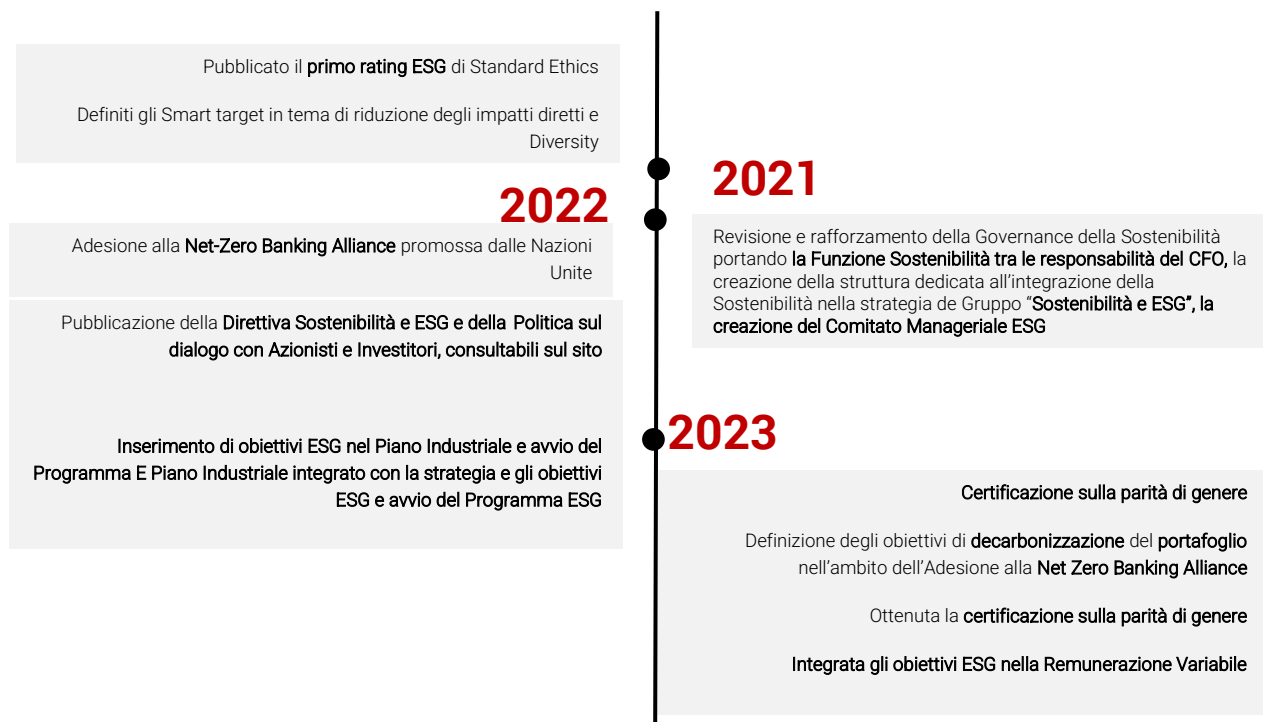 Pubblicato il primo rating ESG di Standard Ethics
Definiti gli Smart target in tema di riduzione degli impatti diretti e
Diversity
2021
Revisione e rafforzamento della Governance della Sostenibilità
portando la Funzione Sostenibilità tra le responsabilità del CFO, la
creazione della struttura dedicata all'integrazione della
Sostenibilità nella strategia de Gruppo “Sostenibilità e ESG”, la
creazione del Comitato Manageriale ESG
2022
Adesione alla Net-Zero Banking Alliance promossa dalle Nazioni
Unite
Pubblicazione della Direttiva Sostenibilità e ESG e della Politica sul
dialogo con Azionisti e Investitori, consultabili sul sito
Inserimento di obiettivi ESG nel Piano Industriale e avvio del
Programma E Piano Industriale integrato con la strategia e gli obiettivi
ESG e avvio del Programma ESG
2023
Certificazione sulla parità di genere
Definizione degli obiettivi di decarbonizzazione del portafoglio
nell'ambito dell'Adesione alla Net Zero Banking Alliance
Ottenuta la certificazione sulla parità di genere
Integrata gli obiettivi ESG nella Remunerazione Variabile